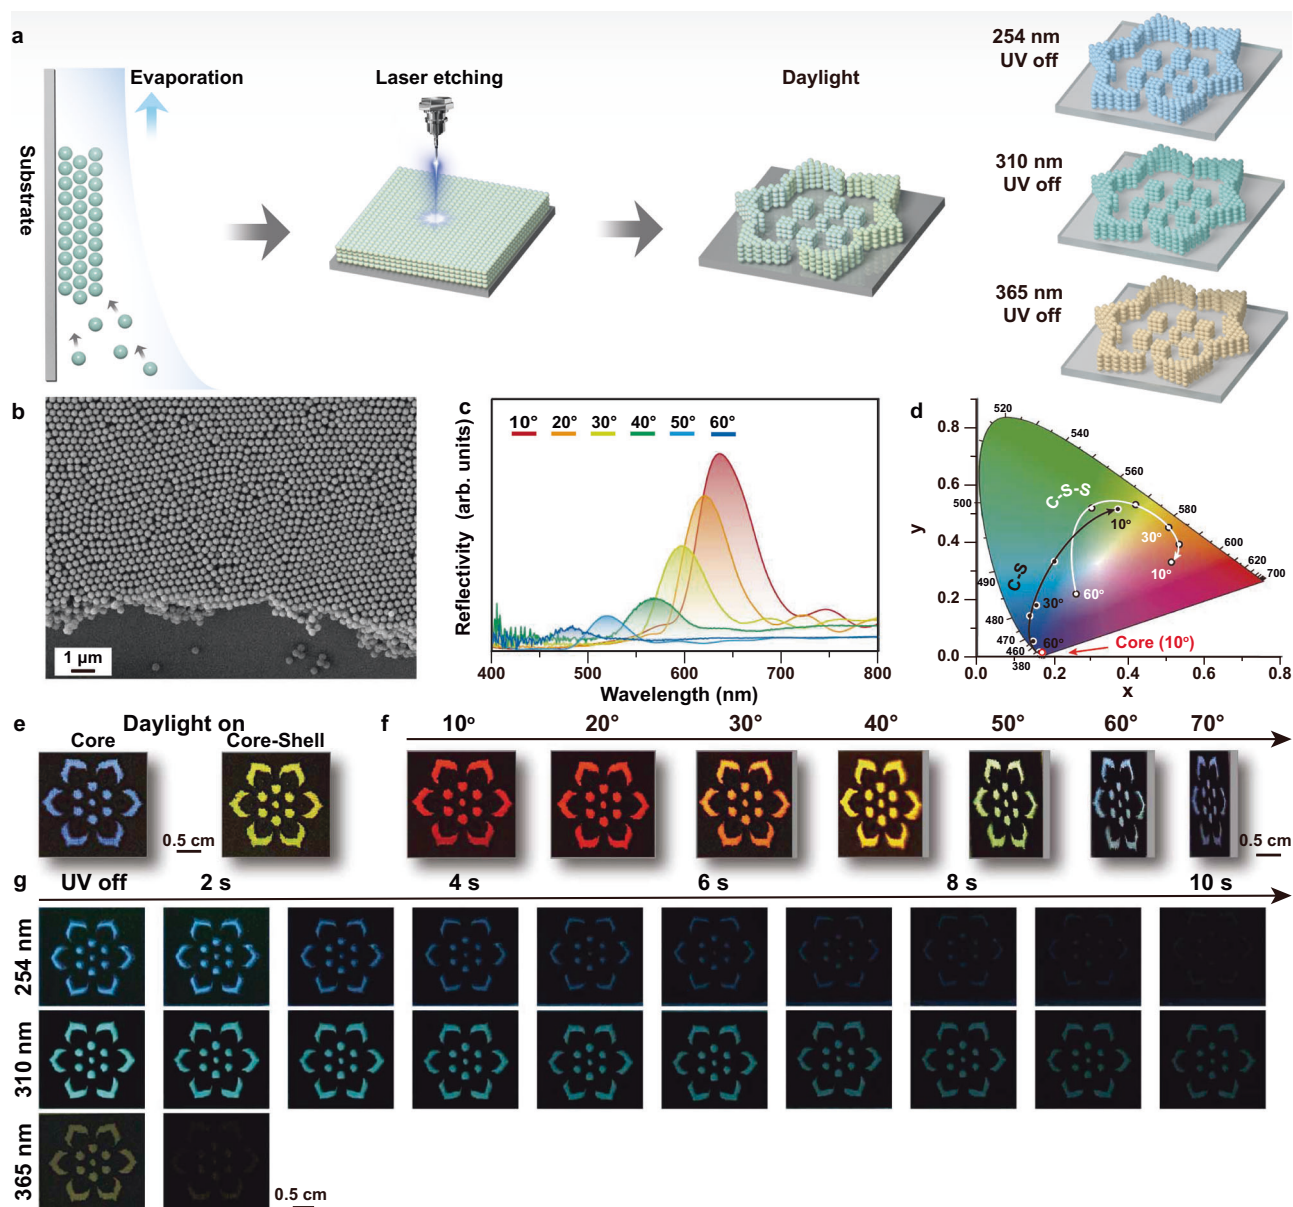 a
Evaporation
Substrate
Laser etching
Daylight
254 nm
UV off
310 nm
UV off
365 nm
UV off
b
1 µm
c
10° 20° 30° 40° 50° 60°
Reflectivity (arb. units)
400 500 600 700 800
Wavelength (nm)
d
0.8
0.6
0.4
0.2
0.0
y
0.0 0.2 0.4 0.6 0.8
x
520
540
560
580
600
620
700
500
490
480
470
460
380
C-S-S
C-S
10°
30°
10°
30°
60°
60°
Core (10°)
e
Daylight on
Core
Core-Shell
0.5 cm
f
10° 20° 30° 40° 50° 60° 70°
0.5 cm
g
UV off 2 s 4 s 6 s 8 s 10 s
254 nm
310 nm
365 nm
0.5 cm